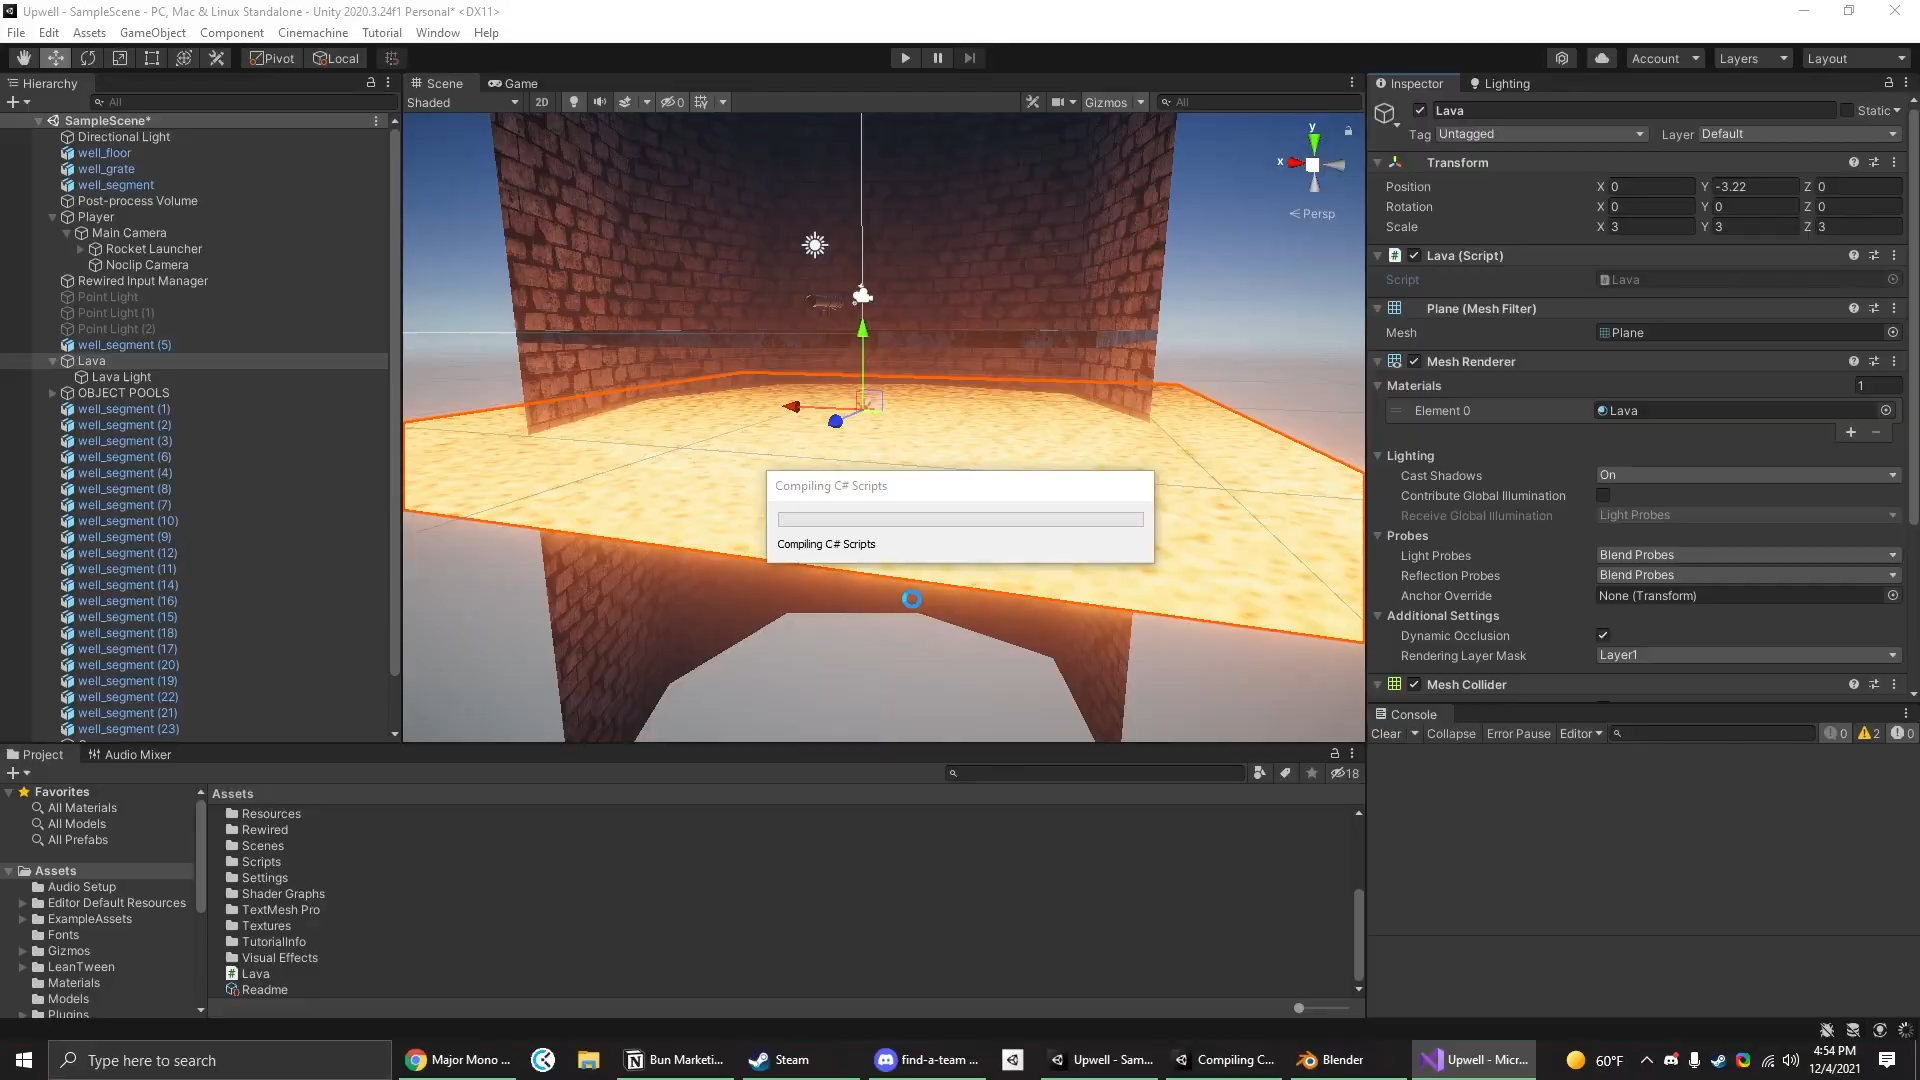 Upwell - SampleScene - PC, Mac & Linux Standalone - Unity 2020.3.24f1 Personal* <DX11>
File Edit Assets GameObject Component Cinemachine Tutorial Window Help
Pivot Local
Account Layers Layout
Hierarchy
All
SampleScene*
Directional Light
well_floor
well_grate
well_segment
Post-process Volume
Player
Main Camera
Rocket Launcher
Noclip Camera
Rewired Input Manager
Point Light
Point Light (1)
Point Light (2)
well_segment (5)
Lava
Lava Light
OBJECT POOLS
well_segment (1)
well_segment (2)
well_segment (3)
well_segment (6)
well_segment (4)
well_segment (8)
well_segment (7)
well_segment (10)
well_segment (9)
well_segment (12)
well_segment (11)
well_segment (14)
well_segment (16)
well_segment (15)
well_segment (18)
well_segment (17)
well_segment (20)
well_segment (19)
well_segment (22)
well_segment (21)
well_segment (23)
Scene Game
Shaded 2D 0 Gizmos All
y
x
Persp
Compiling C# Scripts
Compiling C# Scripts
Inspector Lighting
Lava Static
Tag Untagged Layer Default
Transform
Position X 0 Y -3.22 Z 0
Rotation X 0 Y 0 Z 0
Scale X 3 Y 3 Z 3
# Lava (Script)
Script Lava
Plane (Mesh Filter)
Mesh Plane
Mesh Renderer
Materials 1
Element 0 Lava
Lighting
Cast Shadows On
Contribute Global Illumination
Receive Global Illumination Light Probes
Probes
Light Probes Blend Probes
Reflection Probes Blend Probes
Anchor Override None (Transform)
Additional Settings
Dynamic Occlusion
Rendering Layer Mask Layer1
Mesh Collider
Console
Clear Collapse Error Pause Editor 0 2 0
Project Audio Mixer
18
Favorites
All Materials
All Models
All Prefabs
Assets
Audio Setup
Editor Default Resources
ExampleAssets
Fonts
Gizmos
LeanTween
Materials
Models
Plugins
Assets
Resources
Rewired
Scenes
Scripts
Settings
Shader Graphs
TextMesh Pro
Textures
TutorialInfo
Visual Effects
# Lava
Readme
Type here to search
Major Mono ...
Bun Marketi...
Steam
find-a-team ...
Upwell - Sam...
Compiling C...
Blender
Upwell - Micr...
60°F
4:54 PM
12/4/2021